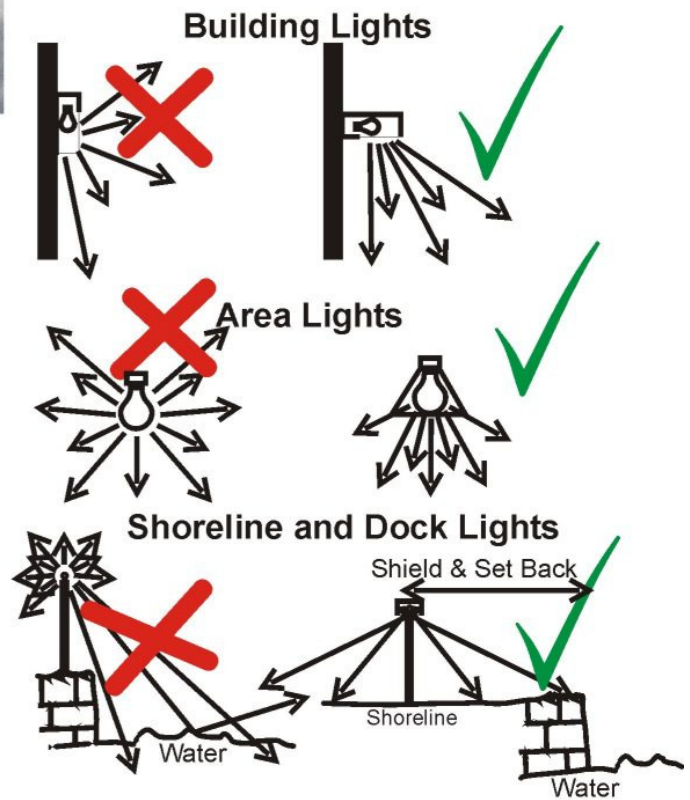 Building Lights
Area Lights
Shoreline and Dock Lights
Shield & Set Back
Shoreline
Water
Water